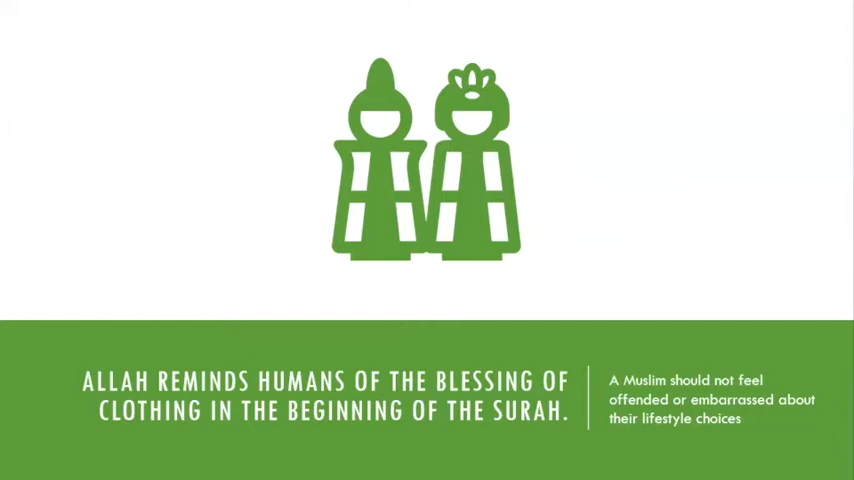 ALLAH REMINDS HUMANS OF THE BLESSING OF
CLOTHING IN THE BEGINNING OF THE SURAH.
A Muslim should not feel
offended or embarrassed about
their lifestyle choices